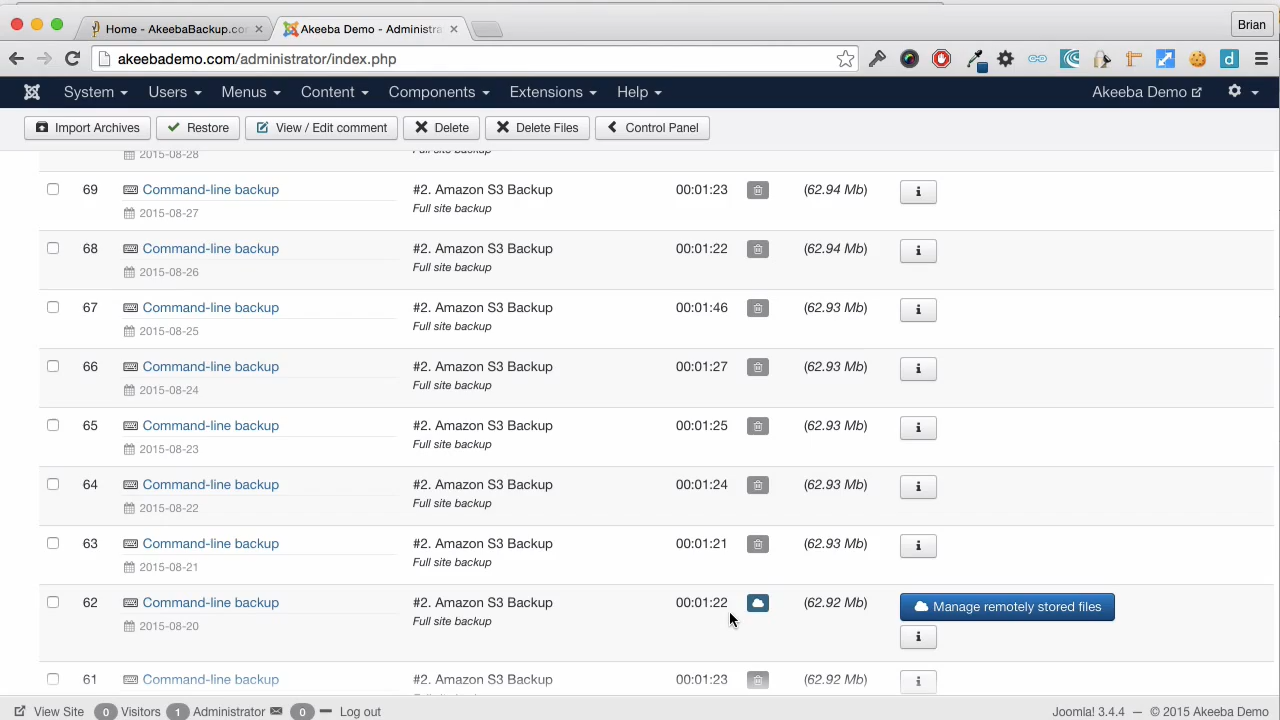 Home - AkeebaBackup.co
Akeeba Demo - Administra
Brian
akeebademo.com/administrator/index.php
System Users Menus Content Components Extensions Help Akeeba Demo
Import Archives Restore View / Edit comment Delete Delete Files Control Panel
2015-08-28 Full site backup
69 Command-line backup #2. Amazon S3 Backup 00:01:23 (62.94 Mb)
2015-08-27 Full site backup
68 Command-line backup #2. Amazon S3 Backup 00:01:22 (62.94 Mb)
2015-08-26 Full site backup
67 Command-line backup #2. Amazon S3 Backup 00:01:46 (62.93 Mb)
2015-08-25 Full site backup
66 Command-line backup #2. Amazon S3 Backup 00:01:27 (62.93 Mb)
2015-08-24 Full site backup
65 Command-line backup #2. Amazon S3 Backup 00:01:25 (62.93 Mb)
2015-08-23 Full site backup
64 Command-line backup #2. Amazon S3 Backup 00:01:24 (62.93 Mb)
2015-08-22 Full site backup
63 Command-line backup #2. Amazon S3 Backup 00:01:21 (62.93 Mb)
2015-08-21 Full site backup
62 Command-line backup #2. Amazon S3 Backup 00:01:22 (62.92 Mb) Manage remotely stored files
2015-08-20 Full site backup
61 Command-line backup #2. Amazon S3 Backup 00:01:23 (62.92 Mb)
View Site 0 Visitors 1 Administrator 0 Log out Joomla! 3.4.4 — © 2015 Akeeba Demo